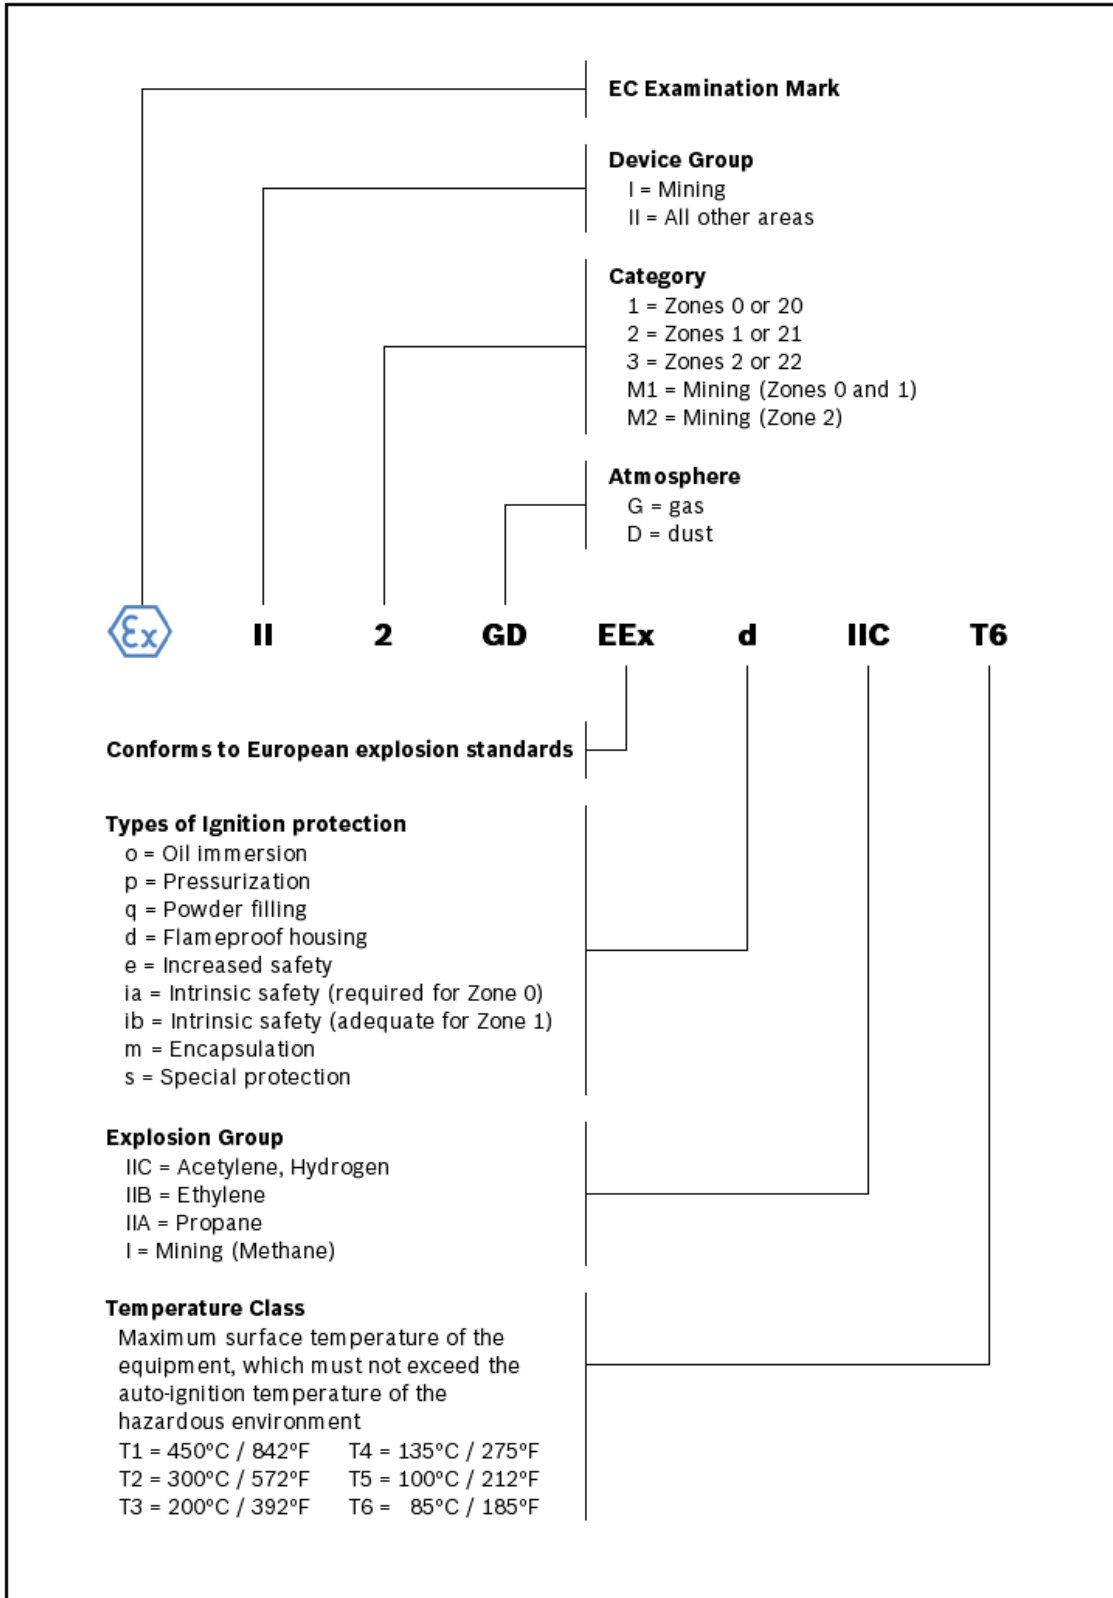 EC Examination Mark
Device Group
I = Mining
II = All other areas
Category
1 = Zones 0 or 20
2 = Zones 1 or 21
3 = Zones 2 or 22
M1 = Mining (Zones 0 and 1)
M2 = Mining (Zone 2)
Atmosphere
G = gas
D = dust
Ex II 2 GD EEx d IIC T6
Conforms to European explosion standards
Types of Ignition protection
o = Oil immersion
p = Pressurization
q = Powder filling
d = Flameproof housing
e = Increased safety
ia = Intrinsic safety (required for Zone 0)
ib = Intrinsic safety (adequate for Zone 1)
m = Encapsulation
s = Special protection
Explosion Group
IIC = Acetylene, Hydrogen
IIB = Ethylene
IIA = Propane
I = Mining (Methane)
Temperature Class
Maximum surface temperature of the
equipment, which must not exceed the
auto-ignition temperature of the
hazardous environment
T1 = 450°C / 842°F T4 = 135°C / 275°F
T2 = 300°C / 572°F T5 = 100°C / 212°F
T3 = 200°C / 392°F T6 = 85°C / 185°F